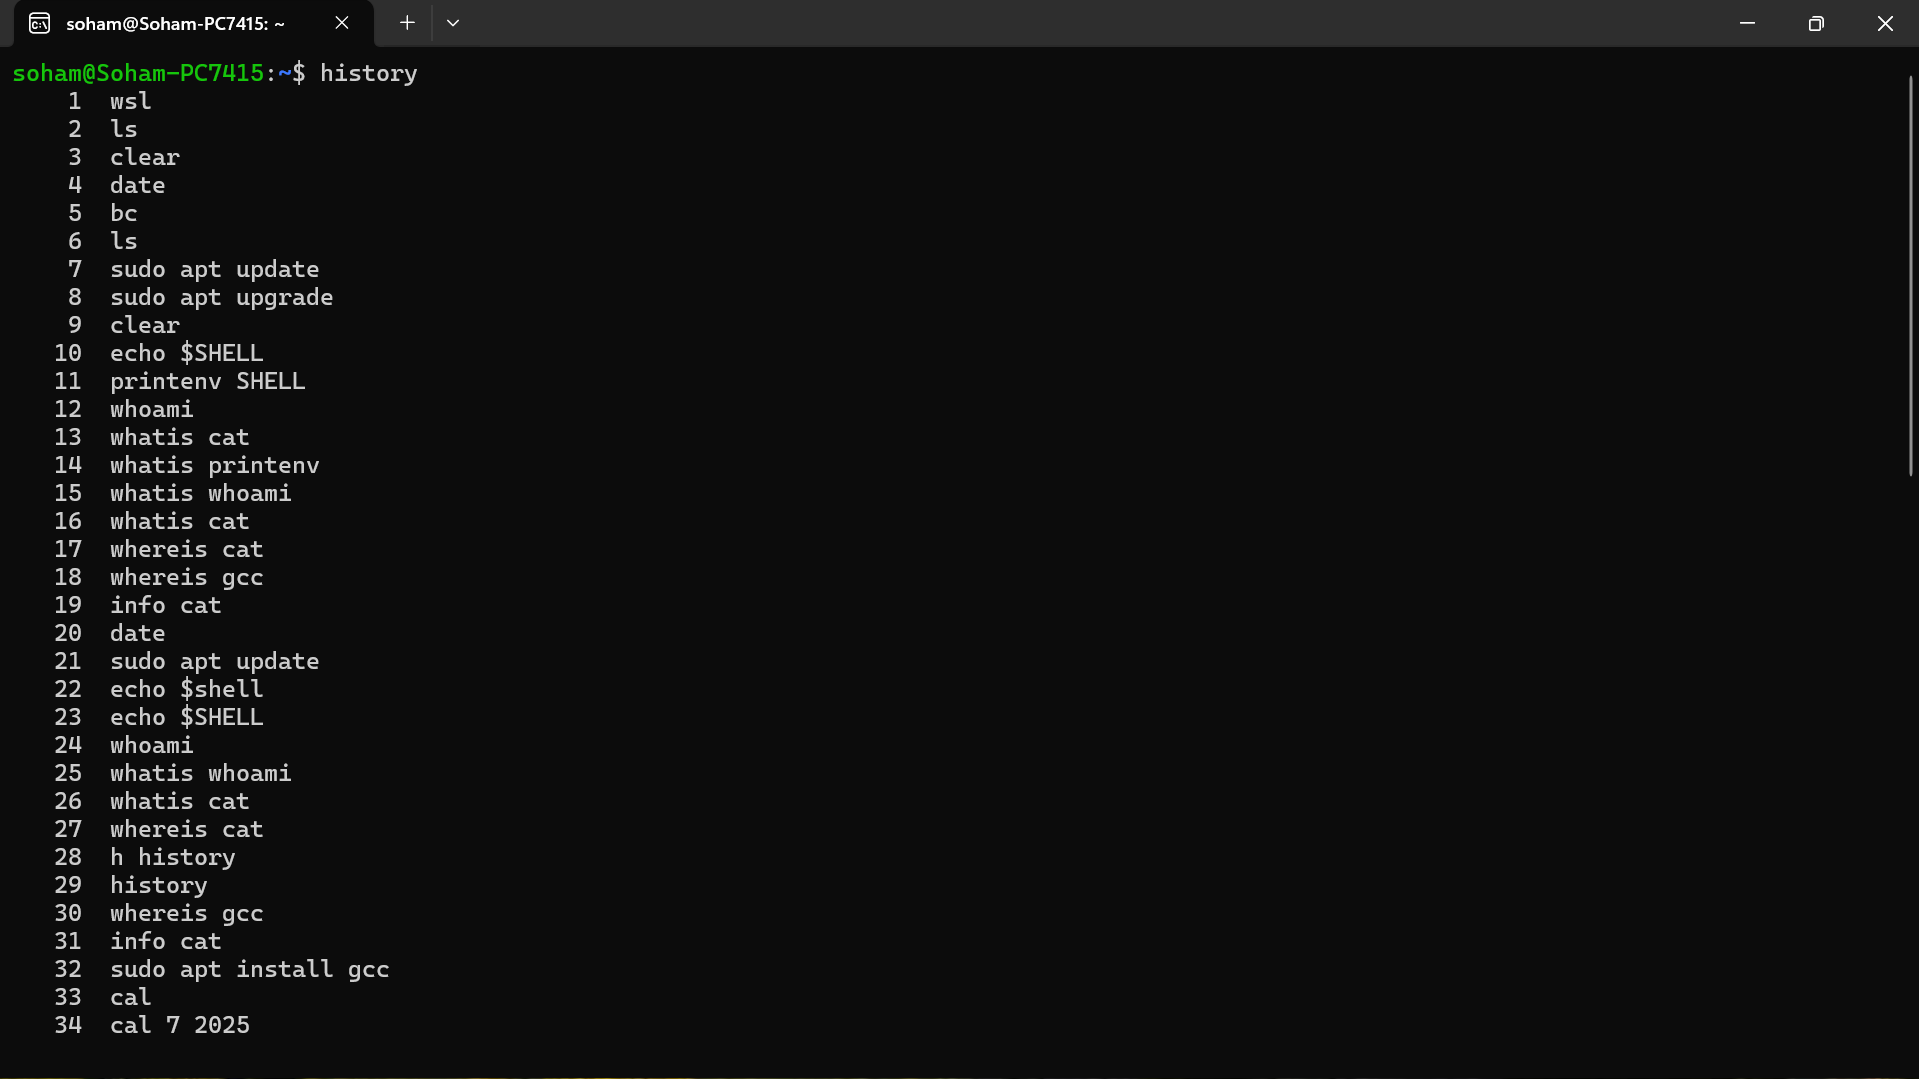 soham@Soham-PC7415: ~
soham@Soham-PC7415:~$ history
1 wsl
2 ls
3 clear
4 date
5 bc
6 ls
7 sudo apt update
8 sudo apt upgrade
9 clear
10 echo $SHELL
11 printenv SHELL
12 whoami
13 whatis cat
14 whatis printenv
15 whatis whoami
16 whatis cat
17 whereis cat
18 whereis gcc
19 info cat
20 date
21 sudo apt update
22 echo $shell
23 echo $SHELL
24 whoami
25 whatis whoami
26 whatis cat
27 whereis cat
28 h history
29 history
30 whereis gcc
31 info cat
32 sudo apt install gcc
33 cal
34 cal 7 2025